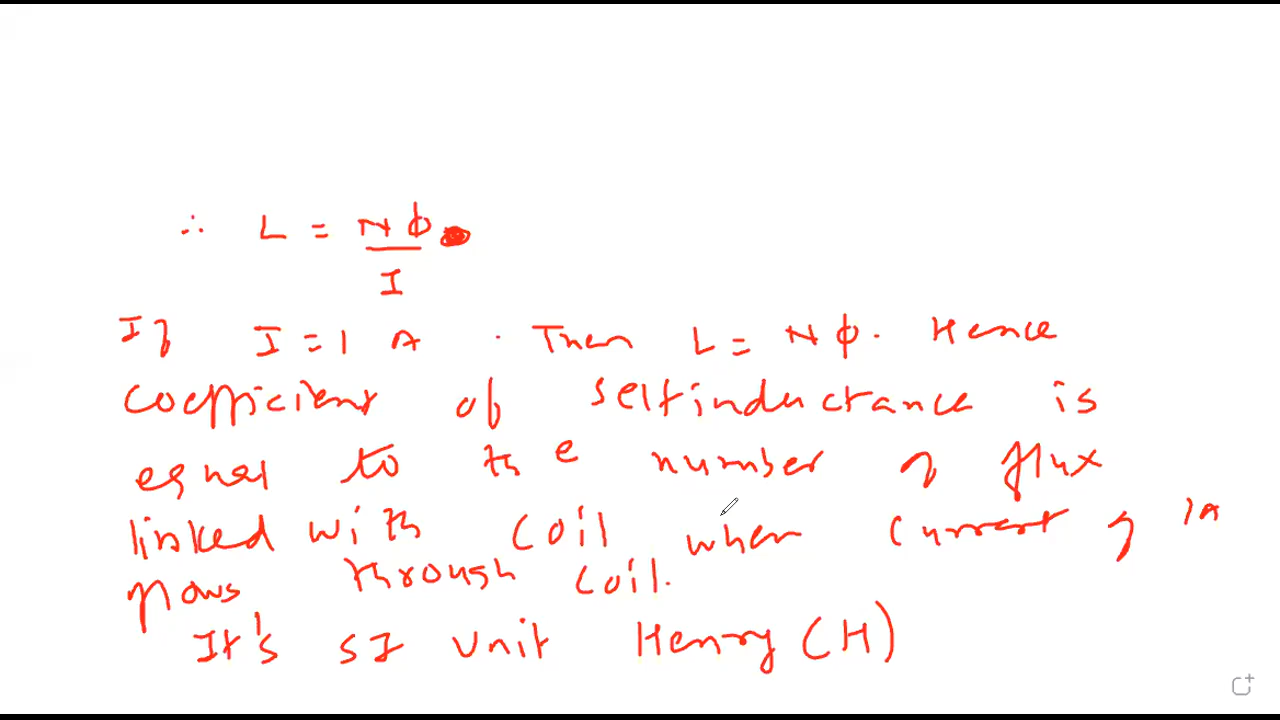 ∴ L = Nϕ
I
If I = 1 A . Then L = Nϕ. Hence
coefficient of selfinductance is
equal to the number of flux
linked with coil when current of 1A
flows through coil.
It's SI unit Henry (H)